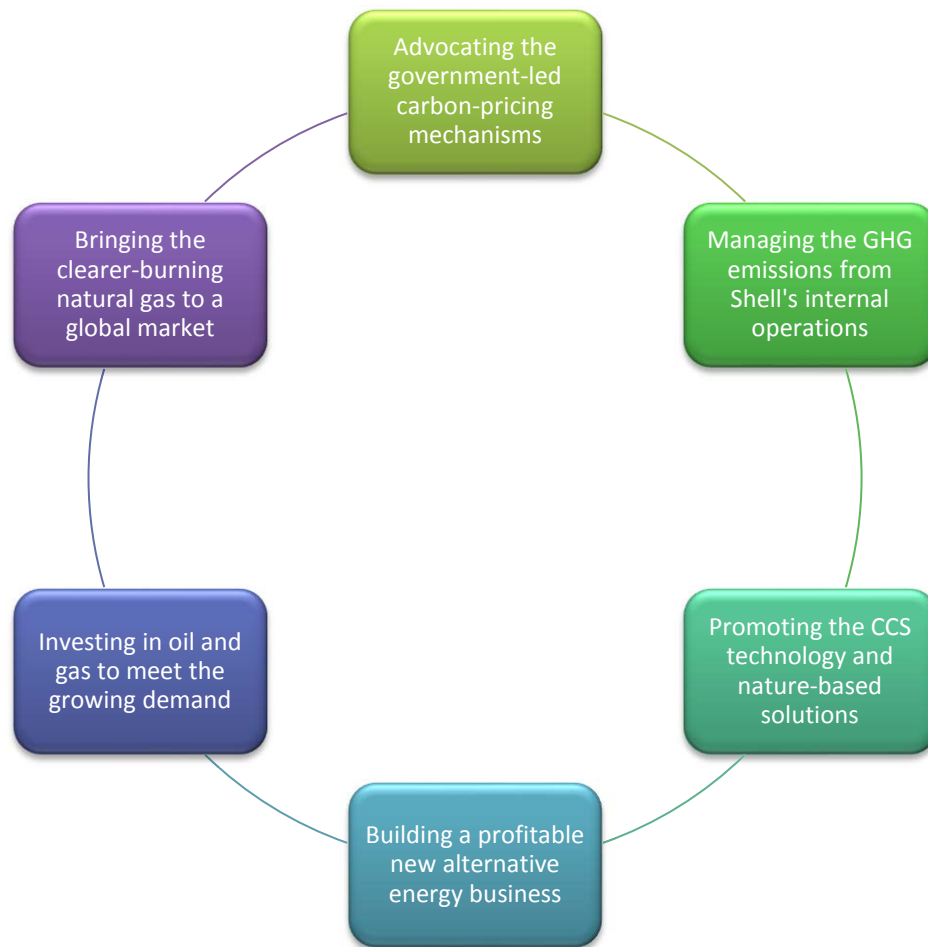 Advocating the
government-led
carbon-pricing
mechanisms
Managing the GHG
emissions from
Shell's internal
operations
Promoting the CCS
technology and
nature-based
solutions
Building a profitable
new alternative
energy business
Investing in oil and
gas to meet the
growing demand
Bringing the
clearer-burning
natural gas to a
global market